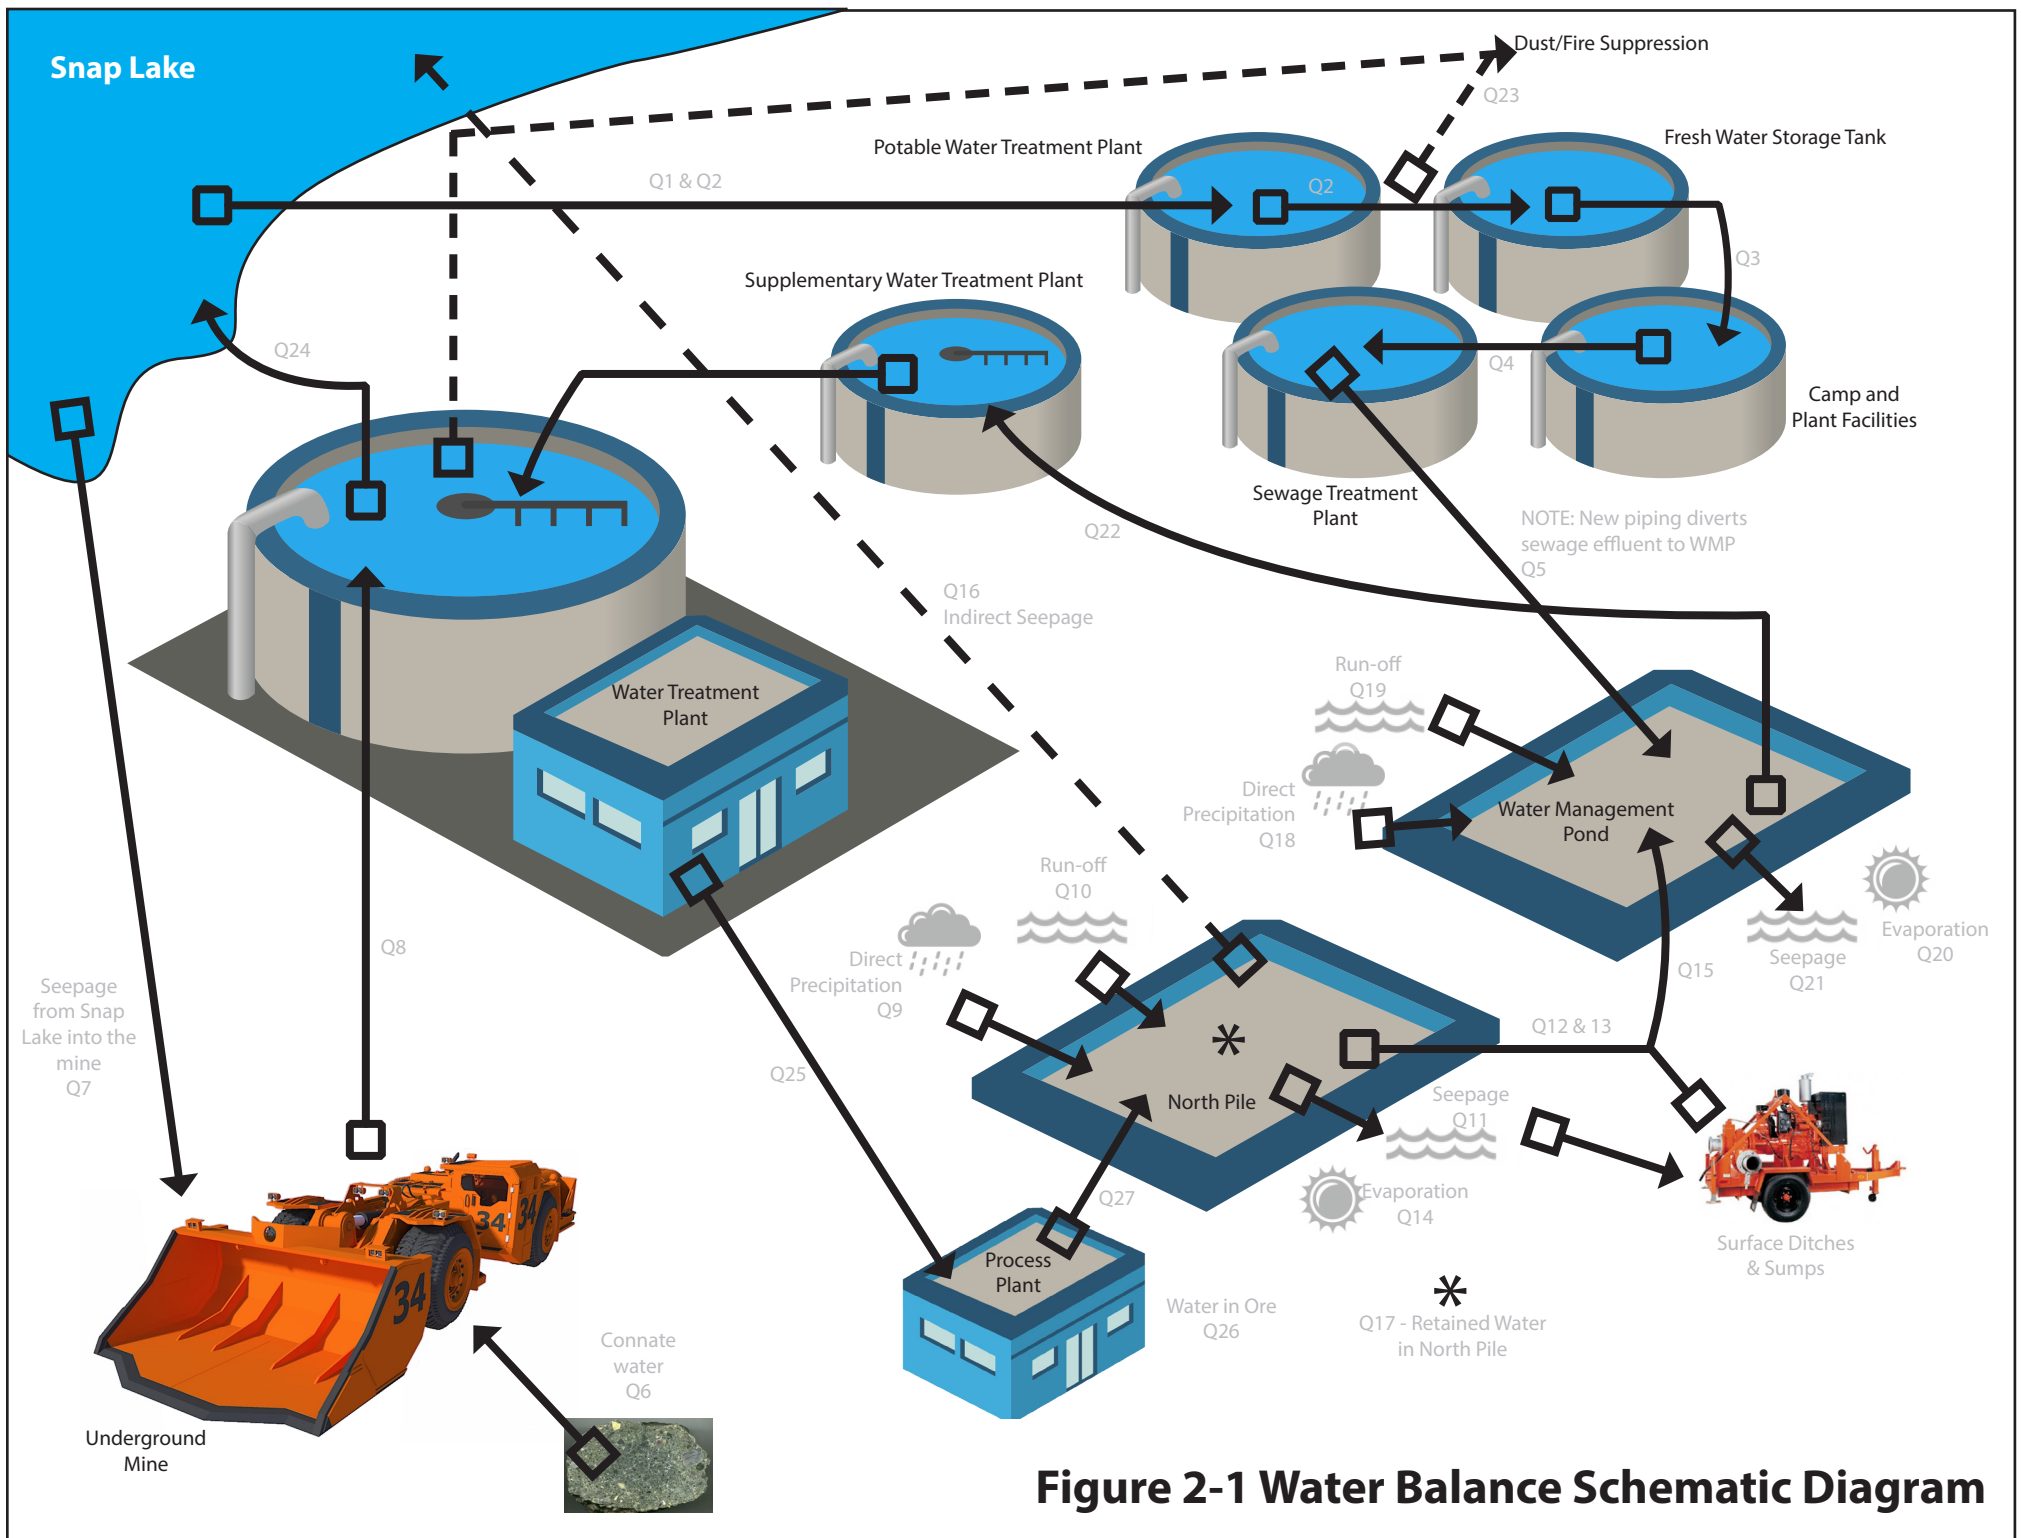 Snap Lake
Dust/Fire Suppression
Q23
Potable Water Treatment Plant
Fresh Water Storage Tank
Q1 & Q2
Q2
Q3
Supplementary Water Treatment Plant
Q24
Q4
Camp and
Plant Facilities
Sewage Treatment
Plant
NOTE: New piping diverts
sewage effluent to WMP
Q5
Q22
Q16
Indirect Seepage
Run-off
Q19
Water Treatment
Plant
Direct
Precipitation
Q18
Water Management
Pond
Run-off
Q10
Evaporation
Q20
Seepage
Q21
Q8
Direct
Precipitation
Q9
Q15
Seepage
from Snap
Lake into the
mine
Q7
Q12 & 13
Q25
North Pile
Seepage
Q11
Q27
Evaporation
Q14
34
34
34
Surface Ditches
& Sumps
Process
Plant
Water in Ore
Q26
*
*
Q17 - Retained Water
in North Pile
Connate
water
Q6
Underground
Mine
Figure 2-1 Water Balance Schematic Diagram